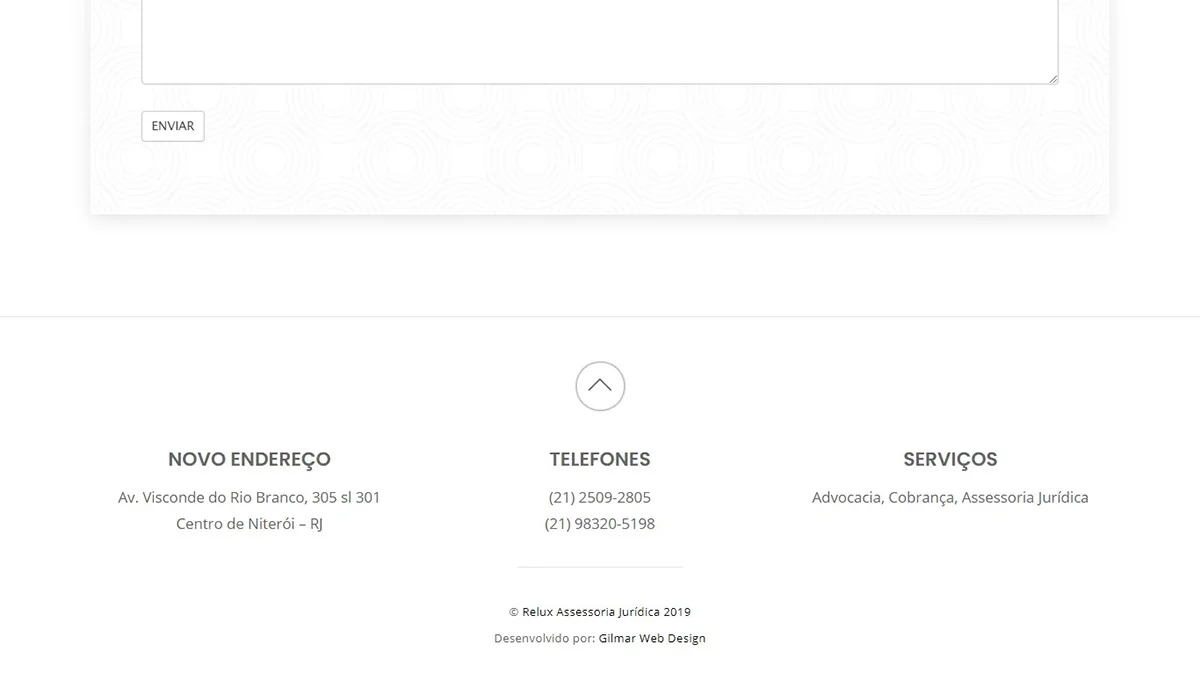 ENVIAR
NOVO ENDEREÇO
Av. Visconde do Rio Branco, 305 sl 301
Centro de Niterói – RJ
TELEFONES
(21) 2509-2805
(21) 98320-5198
SERVIÇOS
Advocacia, Cobrança, Assessoria Jurídica
© Relux Assessoria Jurídica 2019
Desenvolvido por: Gilmar Web Design